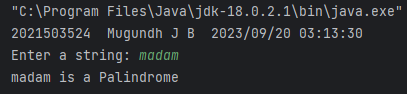 "C:\Program Files\Java\jdk-18.0.2.1\bin\java.exe"
2021503524  Mugundh J B  2023/09/20 03:13:30
Enter a string: madam
madam is a Palindrome